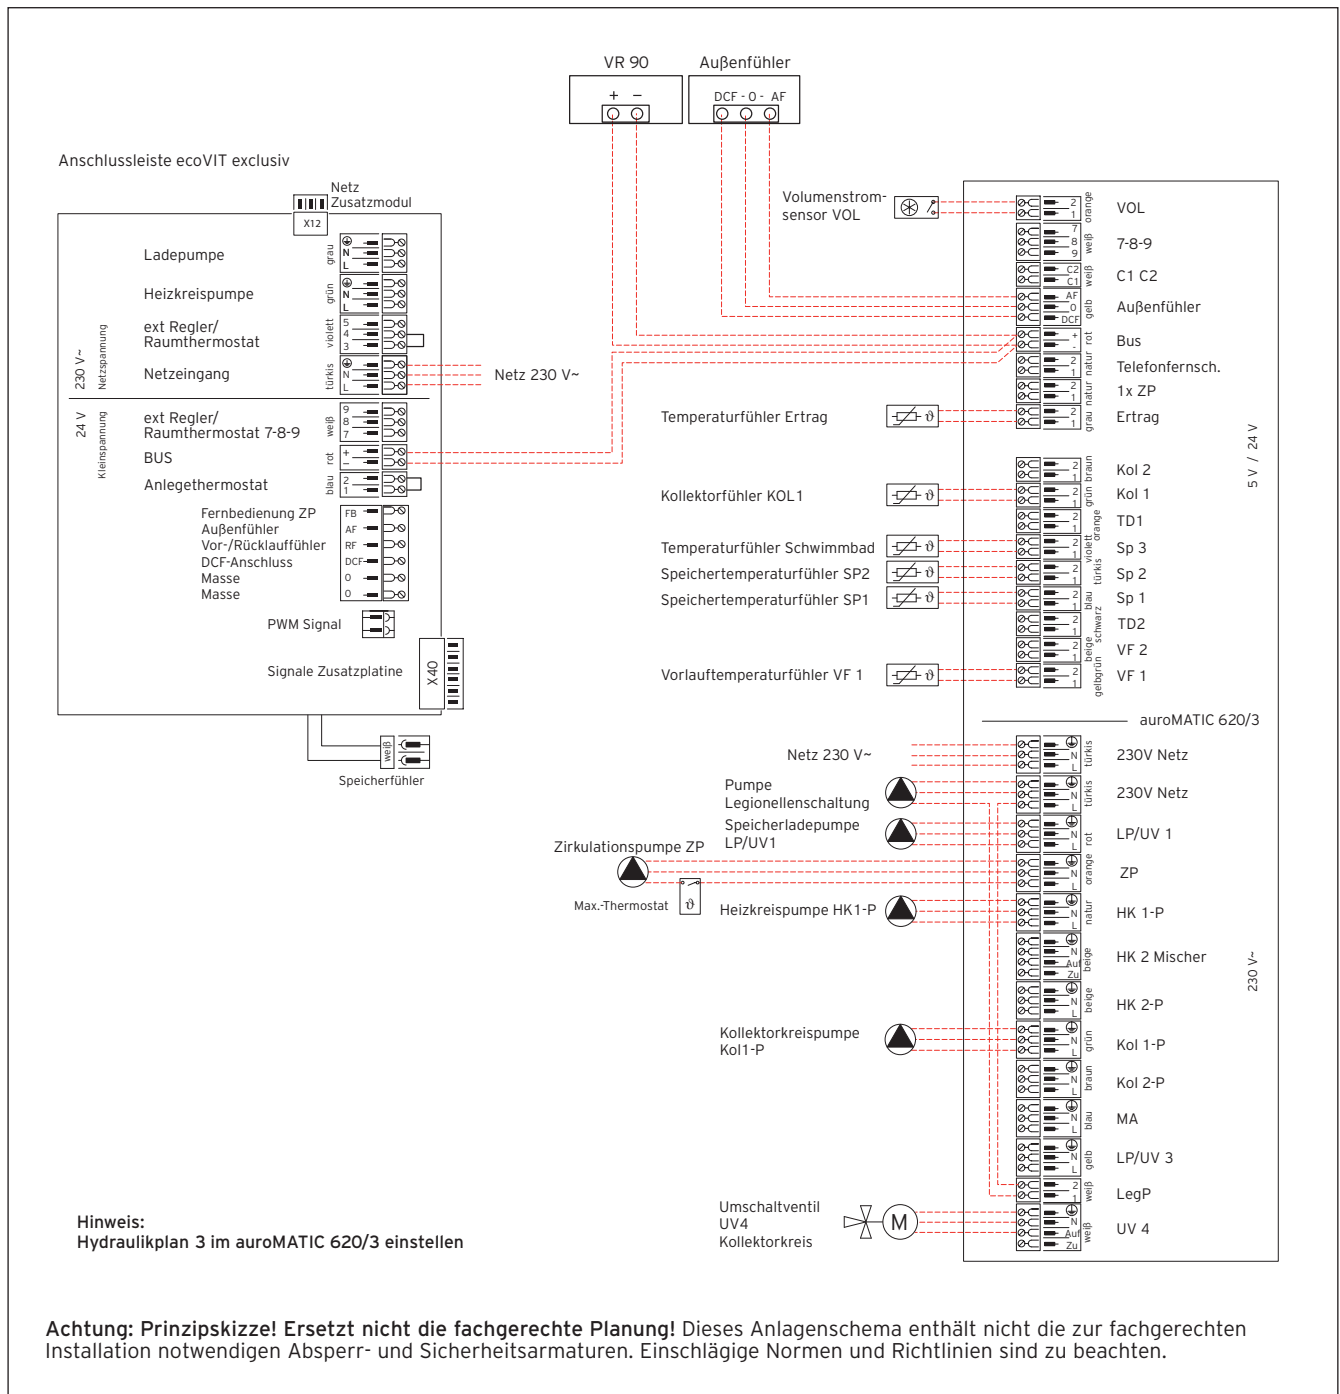 VR 90
Außenfühler
+ −
DCF - 0 - AF
Anschlussleiste ecoVIT exclusiv
Netz
Zusatzmodul
X12
Ladepumpe
N
L
grau
Heizkreispumpe
N
L
grün
ext Regler/
Raumthermostat
5
4
3
violett
Netzeingang
N
L
türkis
Netz 230 V~
230 V~
Netzspannung
24 V
Kleinspannung
ext Regler/
Raumthermostat 7-8-9
9
8
7
weiß
BUS
+
−
rot
Anlegethermostat
2
1
blau
Fernbedienung ZP
FB
Außenfühler
AF
Vor-/Rücklauffühler
RF
DCF-Anschluss
DCF
Masse
0
Masse
0
PWM Signal
Signale Zusatzplatine
X40
weiß
Speicherfühler
Volumenstrom-
sensor VOL
2
1
orange
VOL
7
8
9
weiß
7-8-9
C2
C1
weiß
C1 C2
AF
0
DCF
gelb
Außenfühler
+
-
rot
Bus
2
1
natur
Telefonfernsch.
2
1
natur
1x ZP
Temperaturfühler Ertrag
ϑ
2
1
grau
Ertrag
5 V / 24 V
2
1
braun
Kol 2
Kollektorfühler KOL1
ϑ
2
1
grün
Kol 1
2
1
orange
TD1
Temperaturfühler Schwimmbad
ϑ
2
1
violett
Sp 3
Speichertemperaturfühler SP2
ϑ
2
1
türkis
Sp 2
Speichertemperaturfühler SP1
ϑ
2
1
blau
Sp 1
2
1
schwarz
TD2
2
1
beige
VF 2
Vorlauftemperaturfühler VF 1
ϑ
2
1
gelbgrün
VF 1
auroMATIC 620/3
Netz 230 V~
N
L
türkis
230V Netz
Pumpe
Legionellenschaltung
N
L
türkis
230V Netz
Speicherladepumpe
LP/UV1
N
L
rot
LP/UV 1
Zirkulationspumpe ZP
N
L
orange
ZP
Max.-Thermostat
ϑ
Heizkreispumpe HK1-P
N
L
natur
HK 1-P
N
Auf
Zu
beige
HK 2 Mischer
230 V~
N
L
beige
HK 2-P
Kollektorkreispumpe
Kol1-P
N
L
grün
Kol 1-P
N
L
braun
Kol 2-P
N
L
blau
MA
N
L
gelb
LP/UV 3
2
1
weiß
LegP
Umschaltventil
UV4
Kollektorkreis
M
N
Auf
Zu
weiß
UV 4
Hinweis:
Hydraulikplan 3 im auroMATIC 620/3 einstellen
Achtung: Prinzipskizze! Ersetzt nicht die fachgerechte Planung! Dieses Anlagenschema enthält nicht die zur fachgerechten
Installation notwendigen Absperr- und Sicherheitsarmaturen. Einschlägige Normen und Richtlinien sind zu beachten.